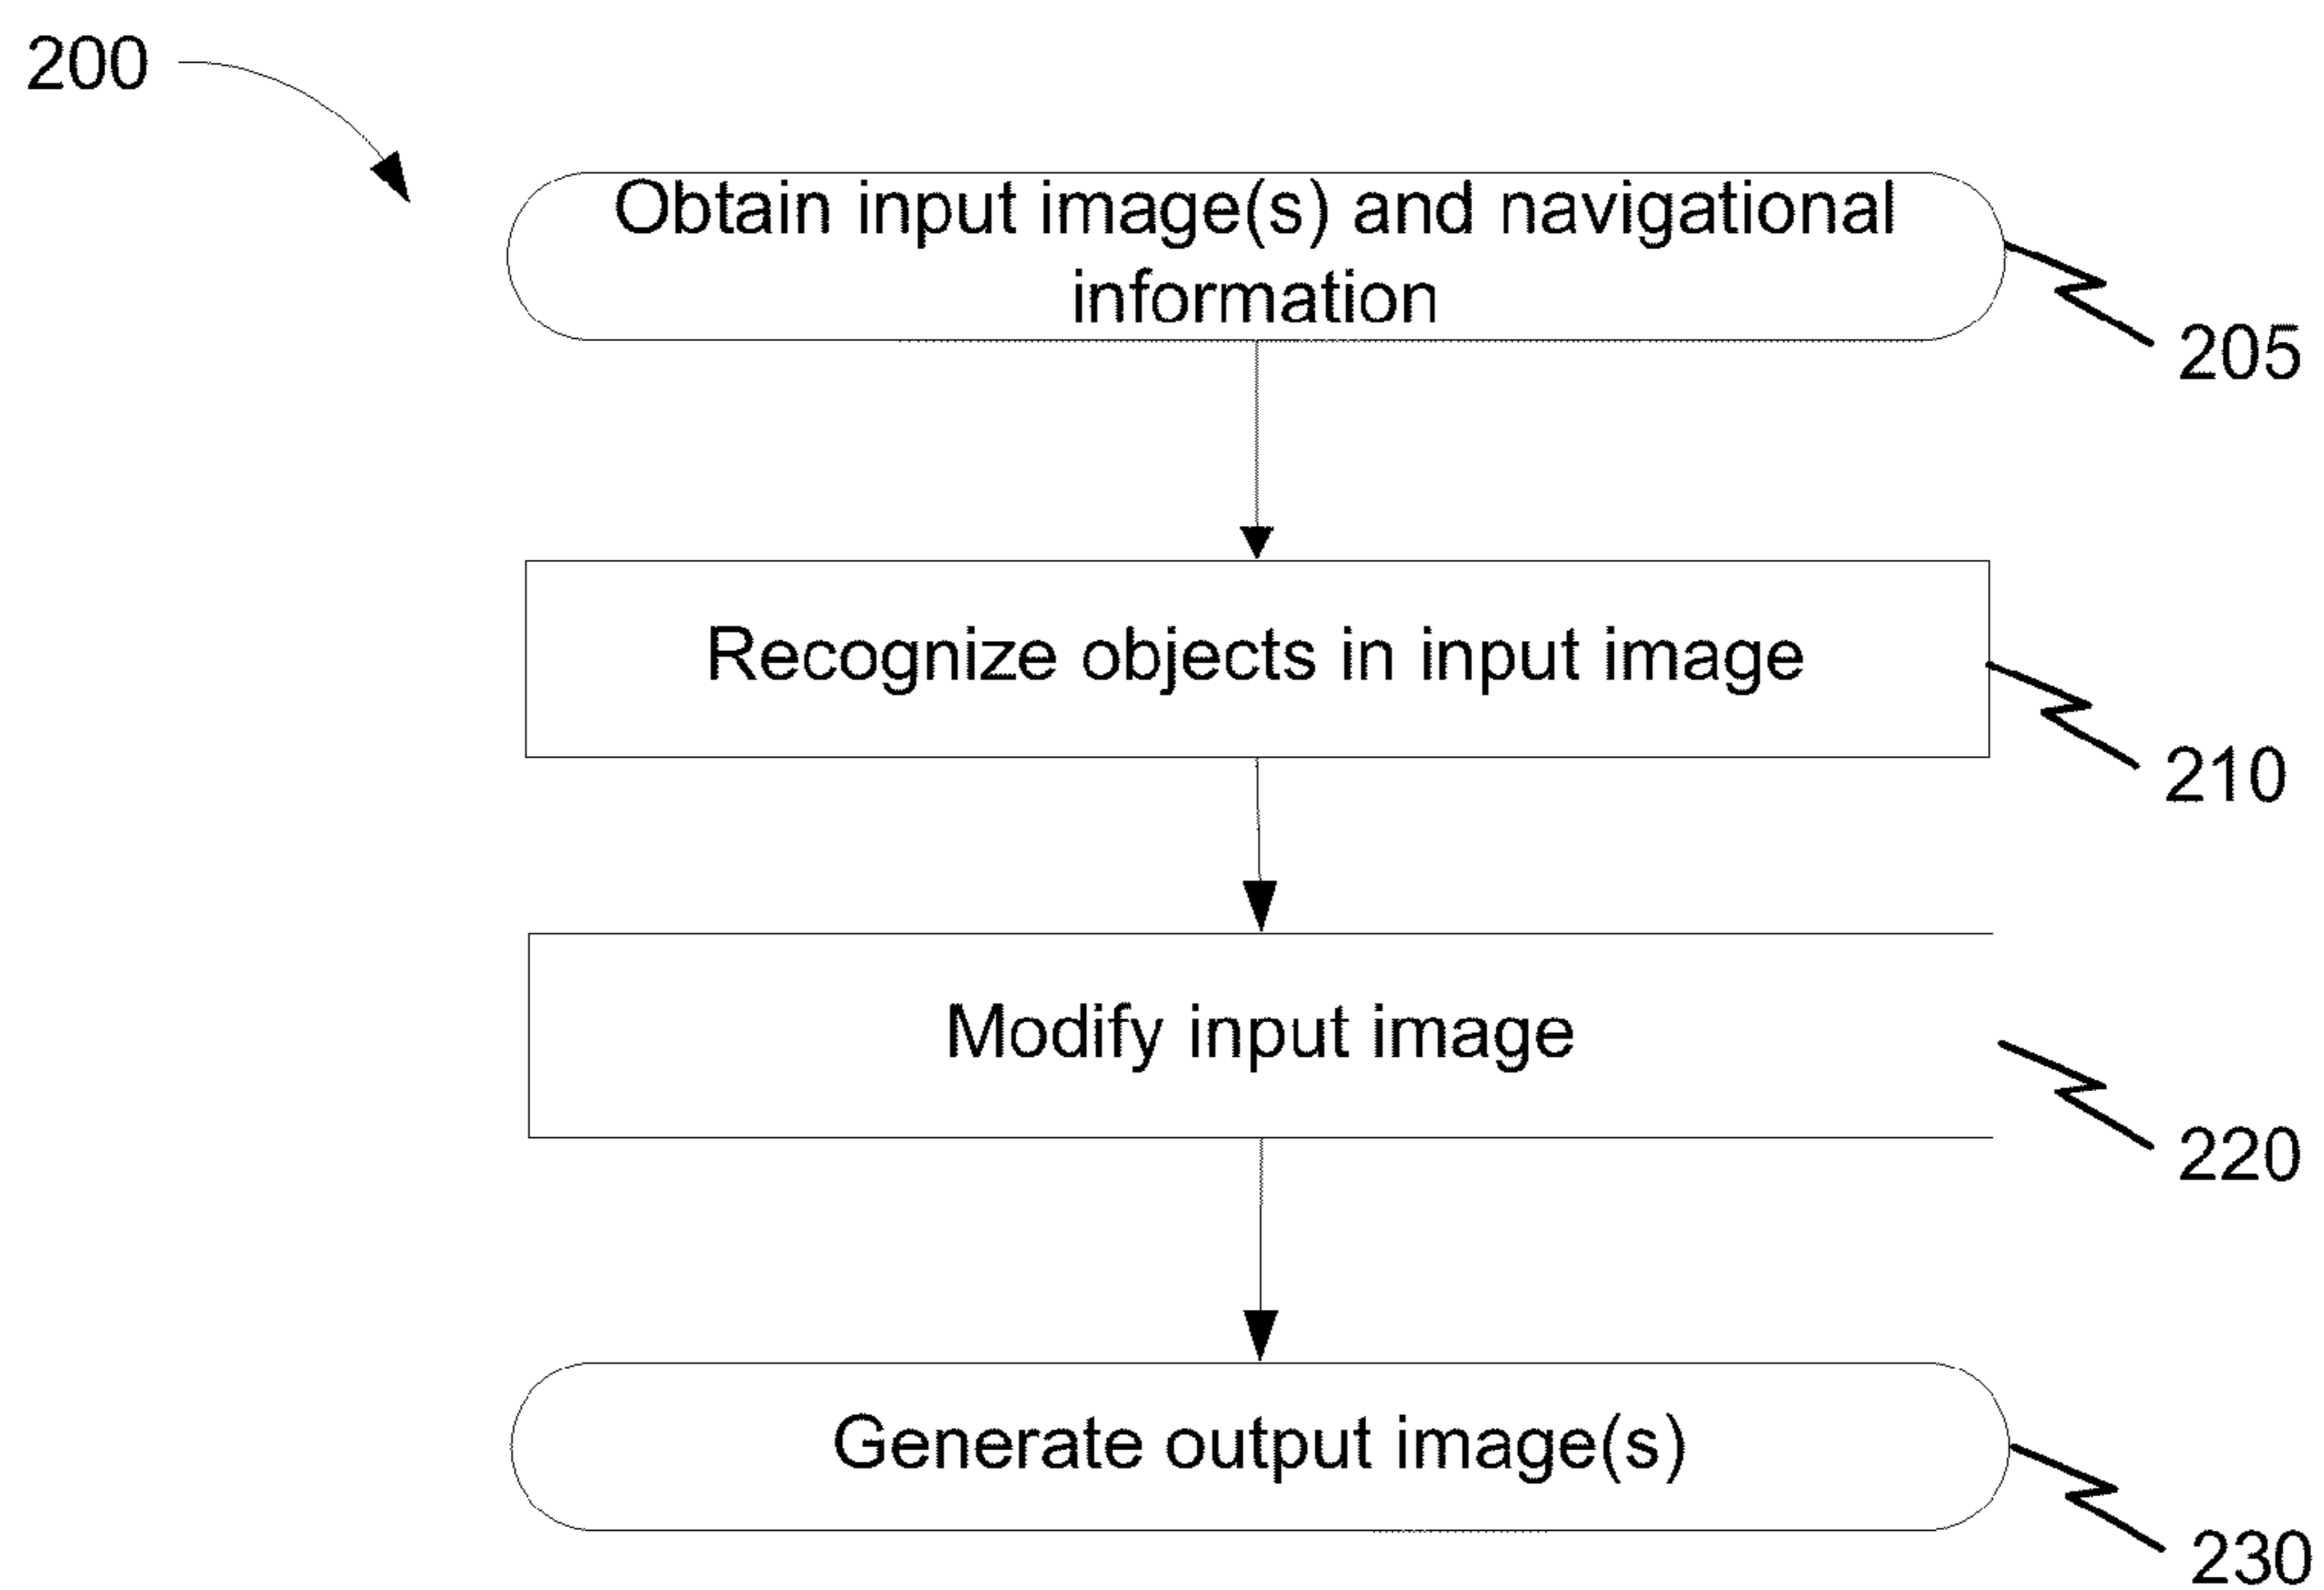 200
Obtain input image(s) and navigational
information
205
Recognize objects in input image
210
Modify input image
220
Generate output image(s)
230